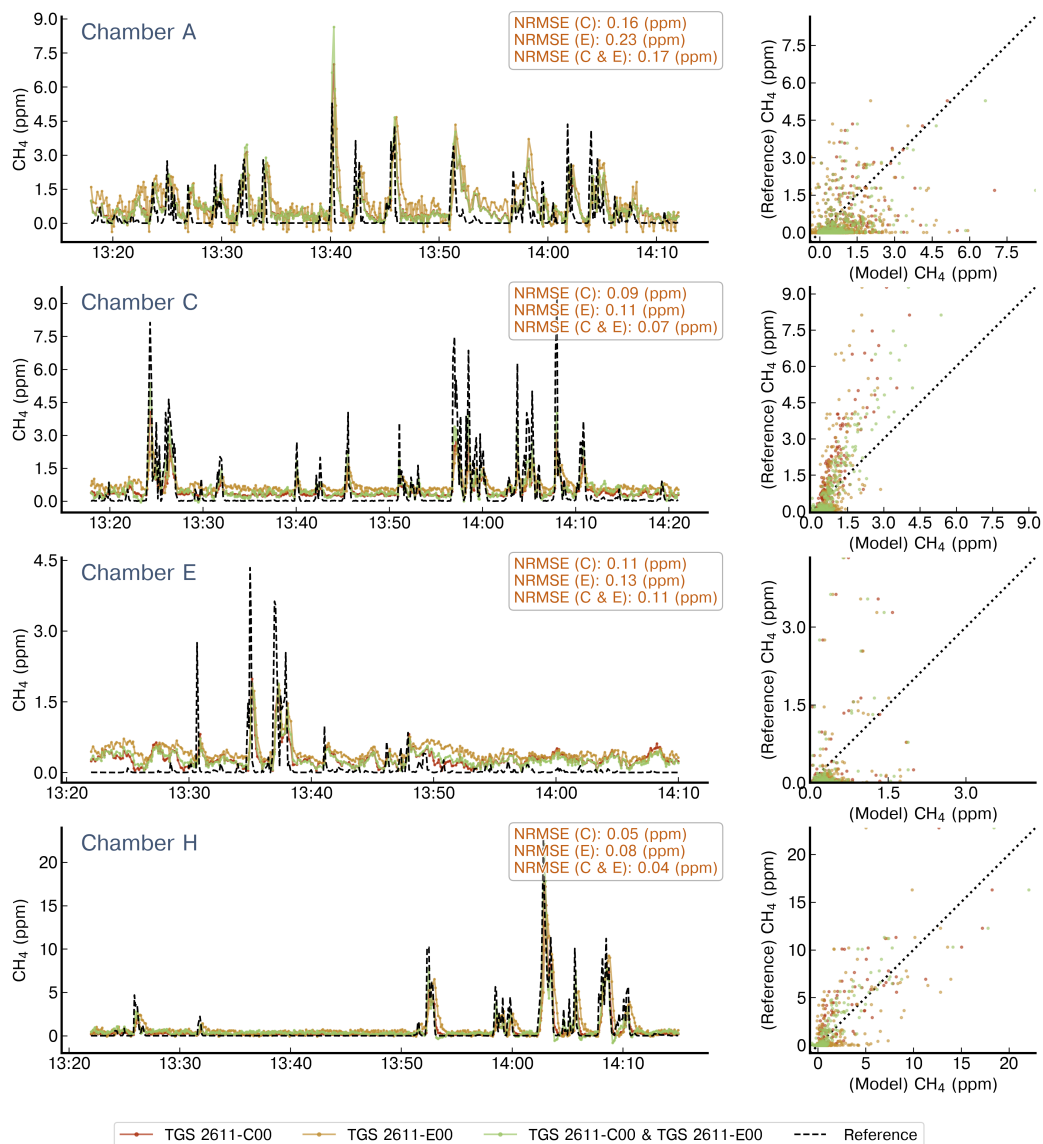 Chamber A
NRMSE (C): 0.16 (ppm)
NRMSE (E): 0.23 (ppm)
NRMSE (C & E): 0.17 (ppm)
CH₄ (ppm)
9.0
7.5
6.0
4.5
3.0
1.5
0.0
13:20
13:30
13:40
13:50
14:00
14:10
(Reference) CH₄ (ppm)
7.5
6.0
4.5
3.0
1.5
0.0
0.0
1.5
3.0
4.5
6.0
7.5
(Model) CH₄ (ppm)
Chamber C
NRMSE (C): 0.09 (ppm)
NRMSE (E): 0.11 (ppm)
NRMSE (C & E): 0.07 (ppm)
CH₄ (ppm)
9.0
7.5
6.0
4.5
3.0
1.5
0.0
13:20
13:30
13:40
13:50
14:00
14:10
14:20
(Reference) CH₄ (ppm)
9.0
7.5
6.0
4.5
3.0
1.5
0.0
0.0
1.5
3.0
4.5
6.0
7.5
9.0
(Model) CH₄ (ppm)
Chamber E
NRMSE (C): 0.11 (ppm)
NRMSE (E): 0.13 (ppm)
NRMSE (C & E): 0.11 (ppm)
CH₄ (ppm)
4.5
3.0
1.5
0.0
13:20
13:30
13:40
13:50
14:00
14:10
(Reference) CH₄ (ppm)
3.0
1.5
0.0
0.0
1.5
3.0
(Model) CH₄ (ppm)
Chamber H
NRMSE (C): 0.05 (ppm)
NRMSE (E): 0.08 (ppm)
NRMSE (C & E): 0.04 (ppm)
CH₄ (ppm)
20
15
10
5
0
13:20
13:30
13:40
13:50
14:00
14:10
(Reference) CH₄ (ppm)
20
15
10
5
0
0
5
10
15
20
(Model) CH₄ (ppm)
TGS 2611-C00
TGS 2611-E00
TGS 2611-C00 & TGS 2611-E00
Reference